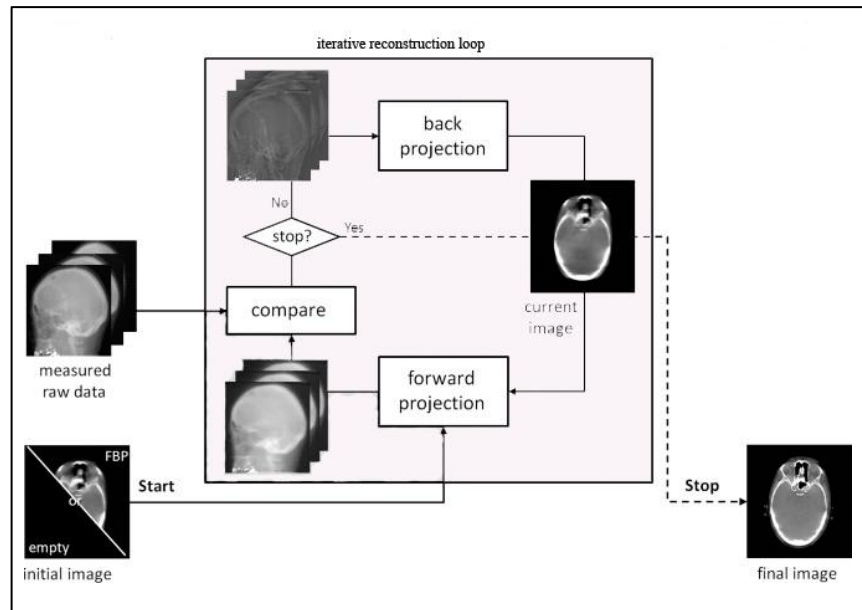 iterative reconstruction loop
back
projection
No
stop?
Yes
compare
current
image
measured
raw data
forward
projection
FBP
or
empty
Start
Stop
initial image
final image